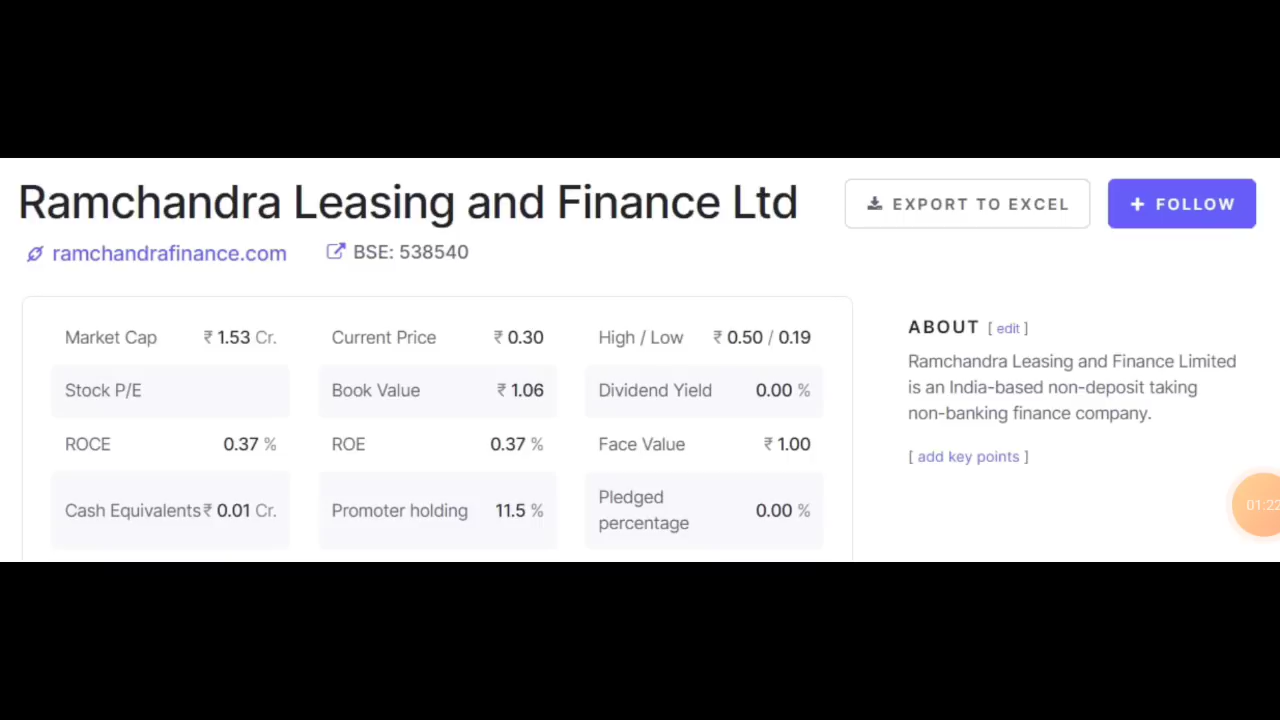 Ramchandra Leasing and Finance Ltd
EXPORT TO EXCEL
+ FOLLOW
ramchandrafinance.com
BSE: 538540
Market Cap ₹ 1.53 Cr.
Current Price ₹ 0.30
High / Low ₹ 0.50 / 0.19
Stock P/E
Book Value ₹ 1.06
Dividend Yield 0.00 %
ROCE 0.37 %
ROE 0.37 %
Face Value ₹ 1.00
Cash Equivalents ₹ 0.01 Cr.
Promoter holding 11.5 %
Pledged
percentage 0.00 %
ABOUT [ edit ]
Ramchandra Leasing and Finance Limited
is an India-based non-deposit taking
non-banking finance company.
[ add key points ]
01:22